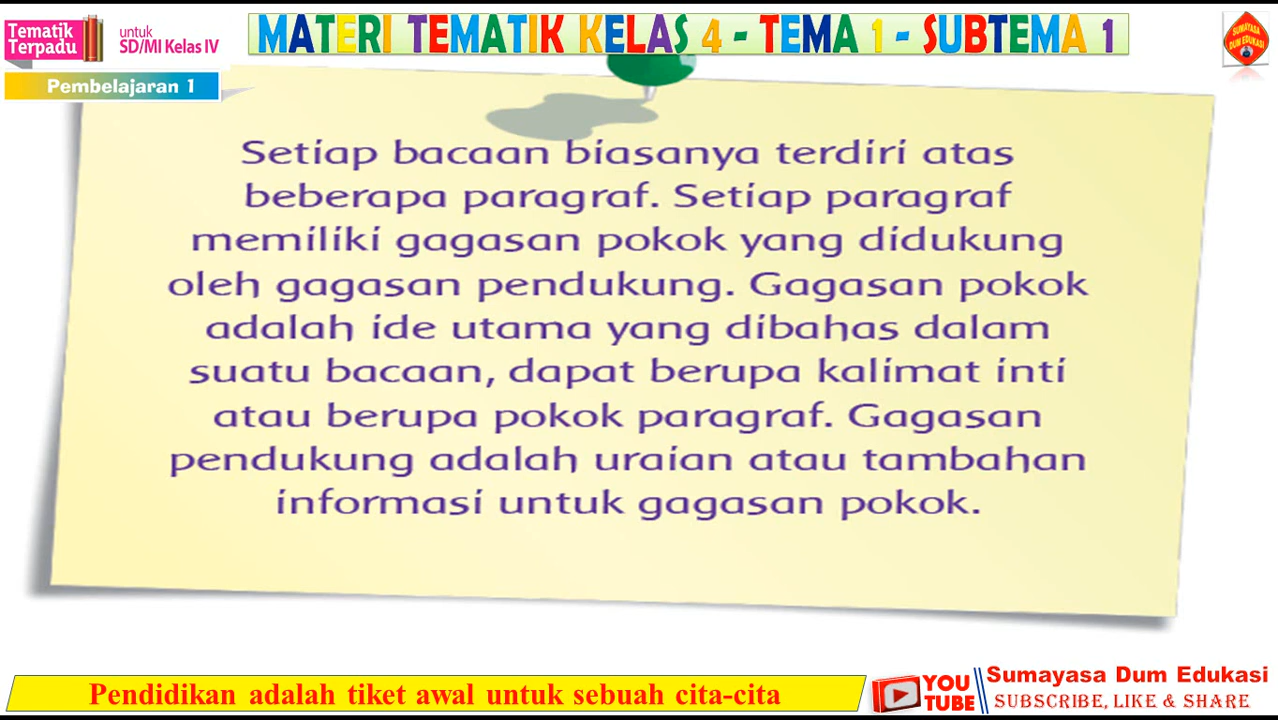 Tematik
Terpadu
untuk
SD/MI Kelas IV
MATERI TEMATIK KELAS 4 - TEMA 1 - SUBTEMA 1
SUMAYASA
DUM EDUKASI
Pembelajaran 1
Setiap bacaan biasanya terdiri atas
beberapa paragraf. Setiap paragraf
memiliki gagasan pokok yang didukung
oleh gagasan pendukung. Gagasan pokok
adalah ide utama yang dibahas dalam
suatu bacaan, dapat berupa kalimat inti
atau berupa pokok paragraf. Gagasan
pendukung adalah uraian atau tambahan
informasi untuk gagasan pokok.
Pendidikan adalah tiket awal untuk sebuah cita-cita
YOU
TUBE
Sumayasa Dum Edukasi
SUBSCRIBE, LIKE & SHARE